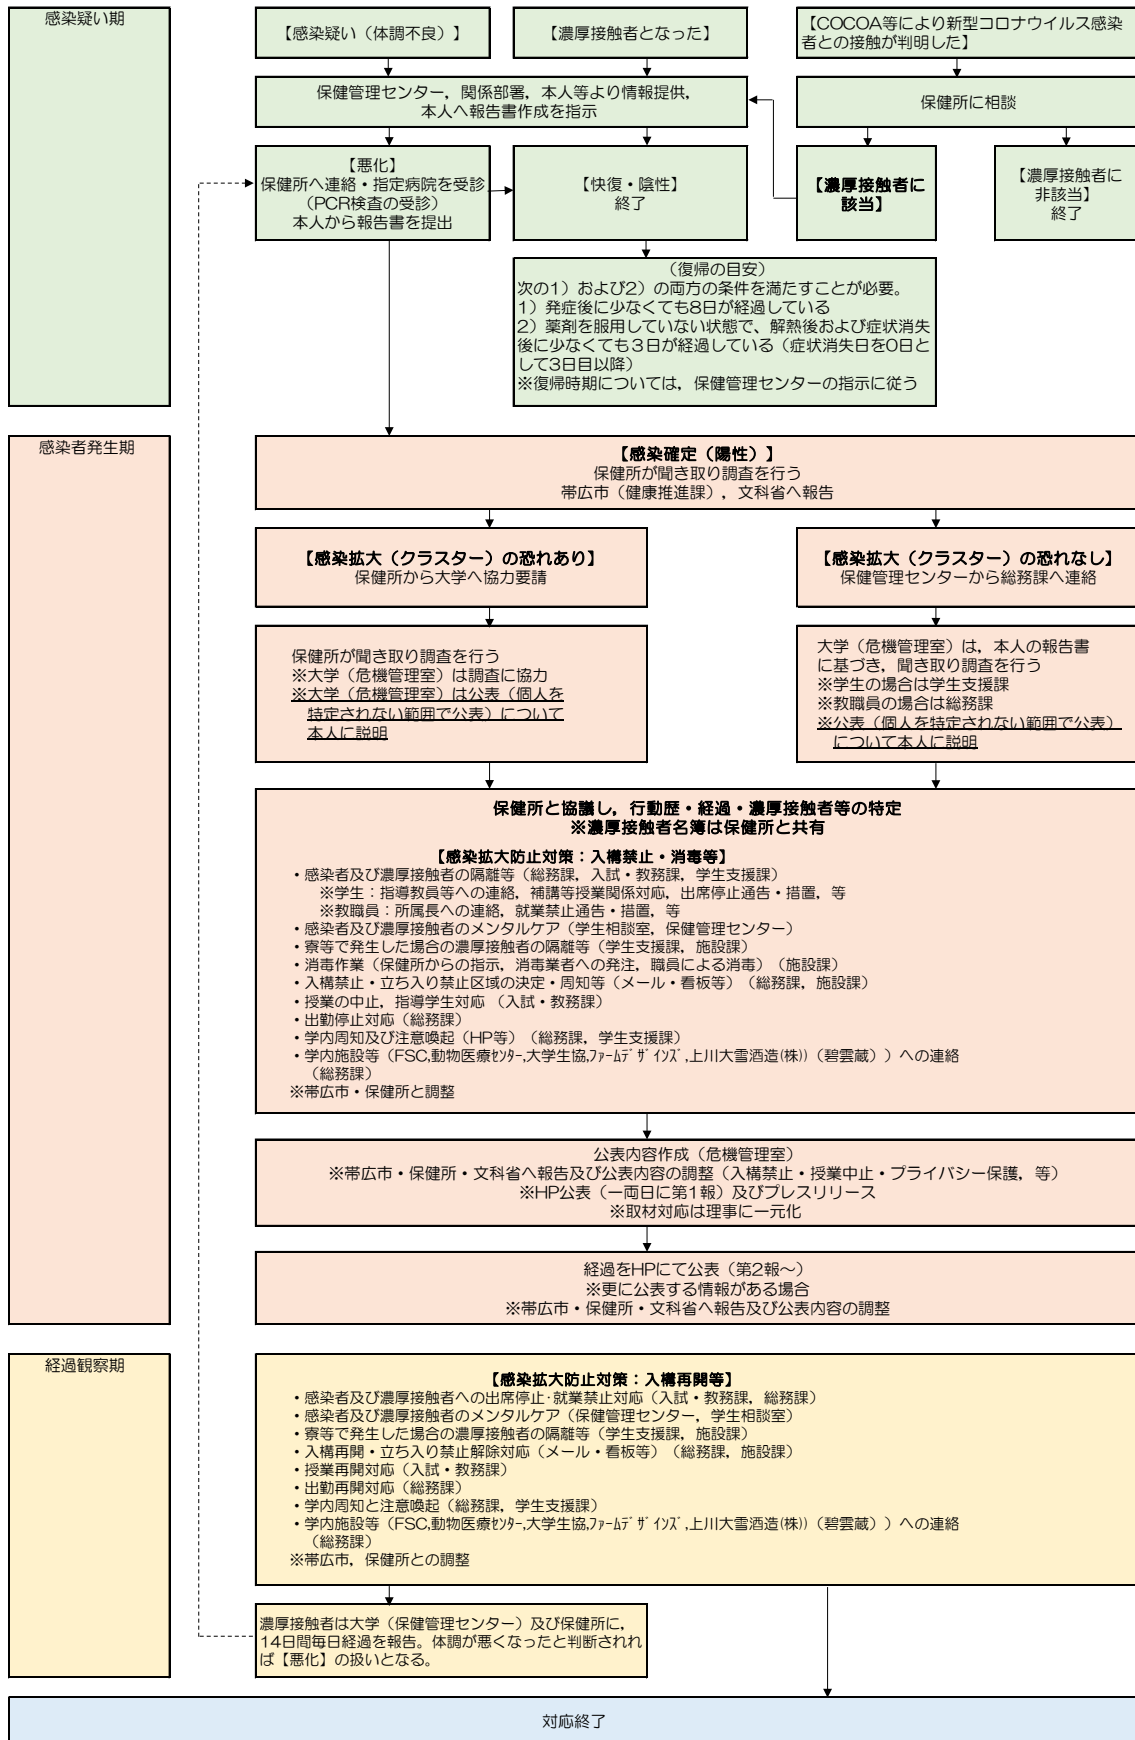 感染疑い期
【感染疑い（体調不良）】
【濃厚接触者となった】
【COCOA等により新型コロナウイルス感染
者との接触が判明した】
保健管理センター，関係部署，本人等より情報提供，
本人へ報告書作成を指示
保健所に相談
【悪化】
保健所へ連絡・指定病院を受診
（PCR検査の受診）
本人から報告書を提出
【快復・陰性】
終了
【濃厚接触者に
該当】
【濃厚接触者に
非該当】
終了
（復帰の目安）
次の1）および2）の両方の条件を満たすことが必要。
1）発症後に少なくても8日が経過している
2）薬剤を服用していない状態で、解熱後および症状消失
後に少なくても３日が経過している（症状消失日を0日と
して3日目以降）
※復帰時期については，保健管理センターの指示に従う
感染者発生期
【感染確定（陽性）】
保健所が聞き取り調査を行う
帯広市（健康推進課），文科省へ報告
【感染拡大（クラスター）の恐れあり】
保健所から大学へ協力要請
【感染拡大（クラスター）の恐れなし】
保健管理センターから総務課へ連絡
保健所が聞き取り調査を行う
※大学（危機管理室）は調査に協力
※大学（危機管理室）は公表（個人を
特定されない範囲で公表）について
本人に説明
大学（危機管理室）は，本人の報告書
に基づき，聞き取り調査を行う
※学生の場合は学生支援課
※教職員の場合は総務課
※公表（個人を特定されない範囲で公表）
について本人に説明
保健所と協議し，行動歴・経過・濃厚接触者等の特定
※濃厚接触者名簿は保健所と共有
【感染拡大防止対策：入構禁止・消毒等】
・感染者及び濃厚接触者の隔離等（総務課，入試・教務課，学生支援課）
※学生：指導教員等への連絡，補講等授業関係対応，出席停止通告・措置，等
※教職員：所属長への連絡，就業禁止通告・措置，等
・感染者及び濃厚接触者のメンタルケア（学生相談室，保健管理センター）
・寮等で発生した場合の濃厚接触者の隔離等（学生支援課，施設課）
・消毒作業（保健所からの指示，消毒業者への発注，職員による消毒）（施設課）
・入構禁止・立ち入り禁止区域の決定・周知等（メール・看板等）（総務課，施設課）
・授業の中止，指導学生対応 （入試・教務課）
・出勤停止対応（総務課）
・学内周知及び注意喚起（HP等）（総務課，学生支援課）
・学内施設等（FSC,動物医療ｾﾝﾀｰ,大学生協,ﾌｧｰﾑﾃﾞｻﾞｲﾝｽﾞ,上川大雪酒造(株)）（碧雲蔵））への連絡
（総務課）
※帯広市・保健所と調整
公表内容作成（危機管理室）
※帯広市・保健所・文科省へ報告及び公表内容の調整（入構禁止・授業中止・プライバシー保護，等）
※HP公表（一両日に第1報）及びプレスリリース
※取材対応は理事に一元化
経過をHPにて公表（第2報～）
※更に公表する情報がある場合
※帯広市・保健所・文科省へ報告及び公表内容の調整
経過観察期
【感染拡大防止対策：入構再開等】
・感染者及び濃厚接触者への出席停止･就業禁止対応（入試・教務課，総務課）
・感染者及び濃厚接触者のメンタルケア（保健管理センター，学生相談室）
・寮等で発生した場合の濃厚接触者の隔離等（学生支援課，施設課）
・入構再開・立ち入り禁止解除対応（メール・看板等）（総務課，施設課）
・授業再開対応（入試・教務課）
・出勤再開対応（総務課）
・学内周知と注意喚起（総務課，学生支援課）
・学内施設等（FSC,動物医療ｾﾝﾀｰ,大学生協,ﾌｧｰﾑﾃﾞｻﾞｲﾝｽﾞ,上川大雪酒造(株)）（碧雲蔵））への連絡
（総務課）
※帯広市，保健所との調整
濃厚接触者は大学（保健管理センター）及び保健所に，
14日間毎日経過を報告。体調が悪くなったと判断されれ
ば【悪化】の扱いとなる。
対応終了